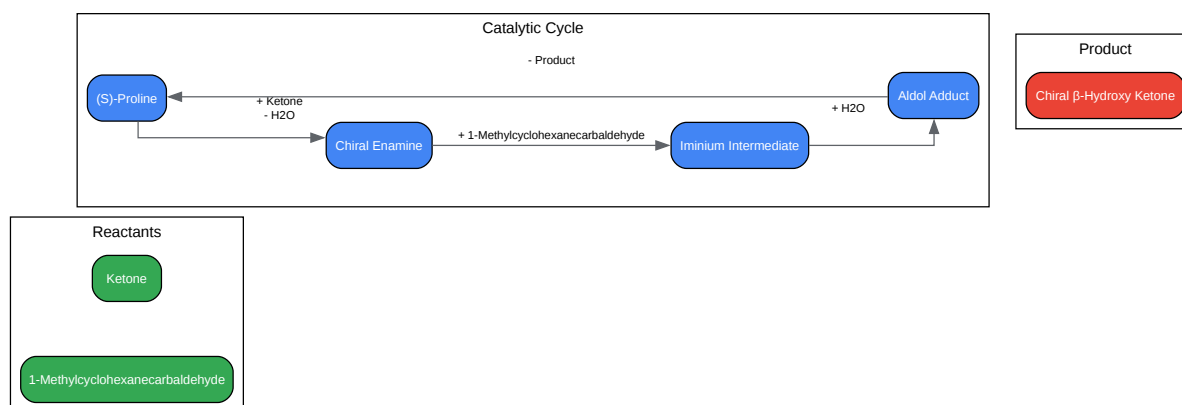 Catalytic Cycle
- Product
(S)-Proline
+ Ketone
- H2O
Chiral Enamine
+ 1-Methylcyclohexanecarbaldehyde
Iminium Intermediate
+ H2O
Aldol Adduct
Product
Chiral β-Hydroxy Ketone
Reactants
Ketone
1-Methylcyclohexanecarbaldehyde